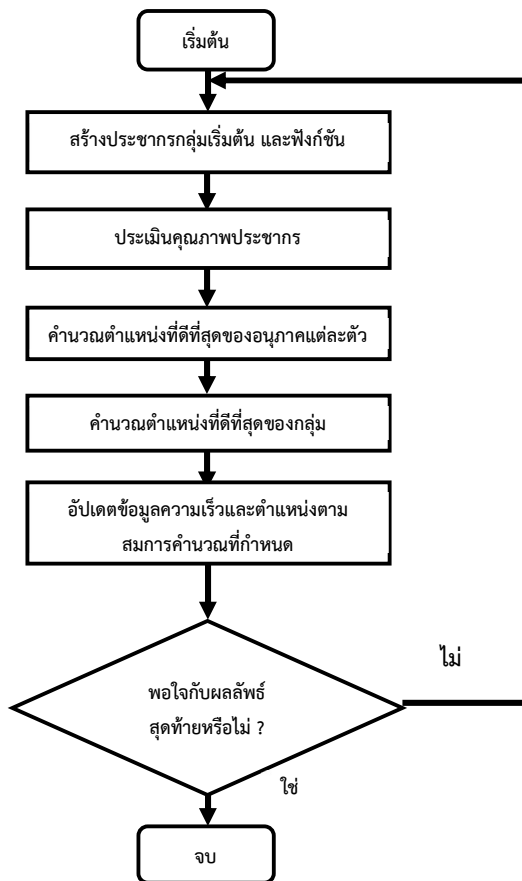 เริ่มต้น
สร้างประชากรกลุ่มเริ่มต้น และฟังก์ชัน
ประเมินคุณภาพประชากร
คำนวณตำแหน่งที่ดีที่สุดของอนุภาคแต่ละตัว
คำนวณตำแหน่งที่ดีที่สุดของกลุ่ม
อัปเดตข้อมูลความเร็วและตำแหน่งตาม
สมการคำนวณที่กำหนด
ไม่
พอใจกับผลลัพธ์
สุดท้ายหรือไม่ ?
ใช่
จบ